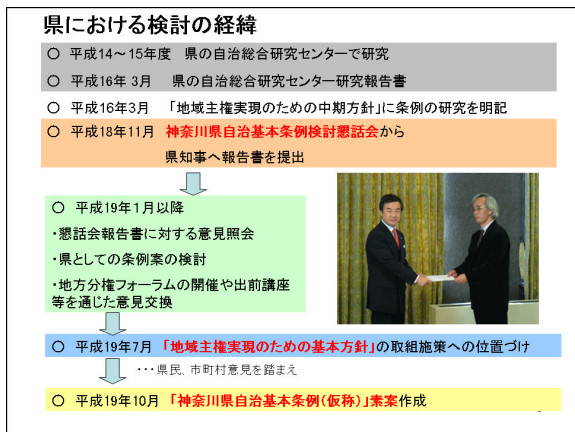 県における検討の経緯
○ 平成14~15年度 県の自治総合研究センターで研究
○ 平成16年 3月 県の自治総合研究センター研究報告書
○ 平成16年3月 「地域主権実現のための中期方針」に条例の研究を明記
○ 平成18年11月 神奈川県自治基本条例検討懇話会から
県知事へ報告書を提出
○ 平成19年1月以降
・懇話会報告書に対する意見照会
・県としての条例案の検討
・地方分権フォーラムの開催や出前講座
等を通じた意見交換
○ 平成19年7月 「地域主権実現のための基本方針」の取組施策への位置づけ
・・・県民、市町村意見を踏まえ
○ 平成19年10月 「神奈川県自治基本条例(仮称)」素案作成